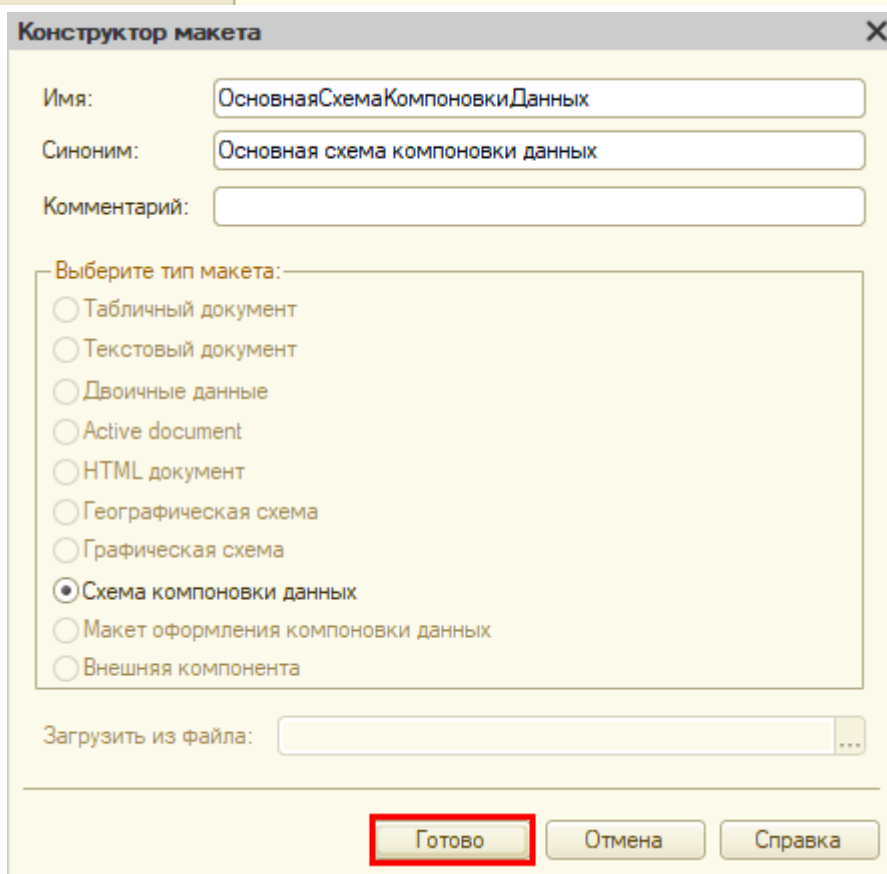 Конструктор макета
Имя: ОсновнаяСхемаКомпоновкиДанных
Синоним: Основная схема компоновки данных
Комментарий:
Выберите тип макета:
Табличный документ
Текстовый документ
Двоичные данные
Active document
HTML документ
Географическая схема
Графическая схема
Схема компоновки данных
Макет оформления компоновки данных
Внешняя компонента
Загрузить из файла: ...
Готово Отмена Справка